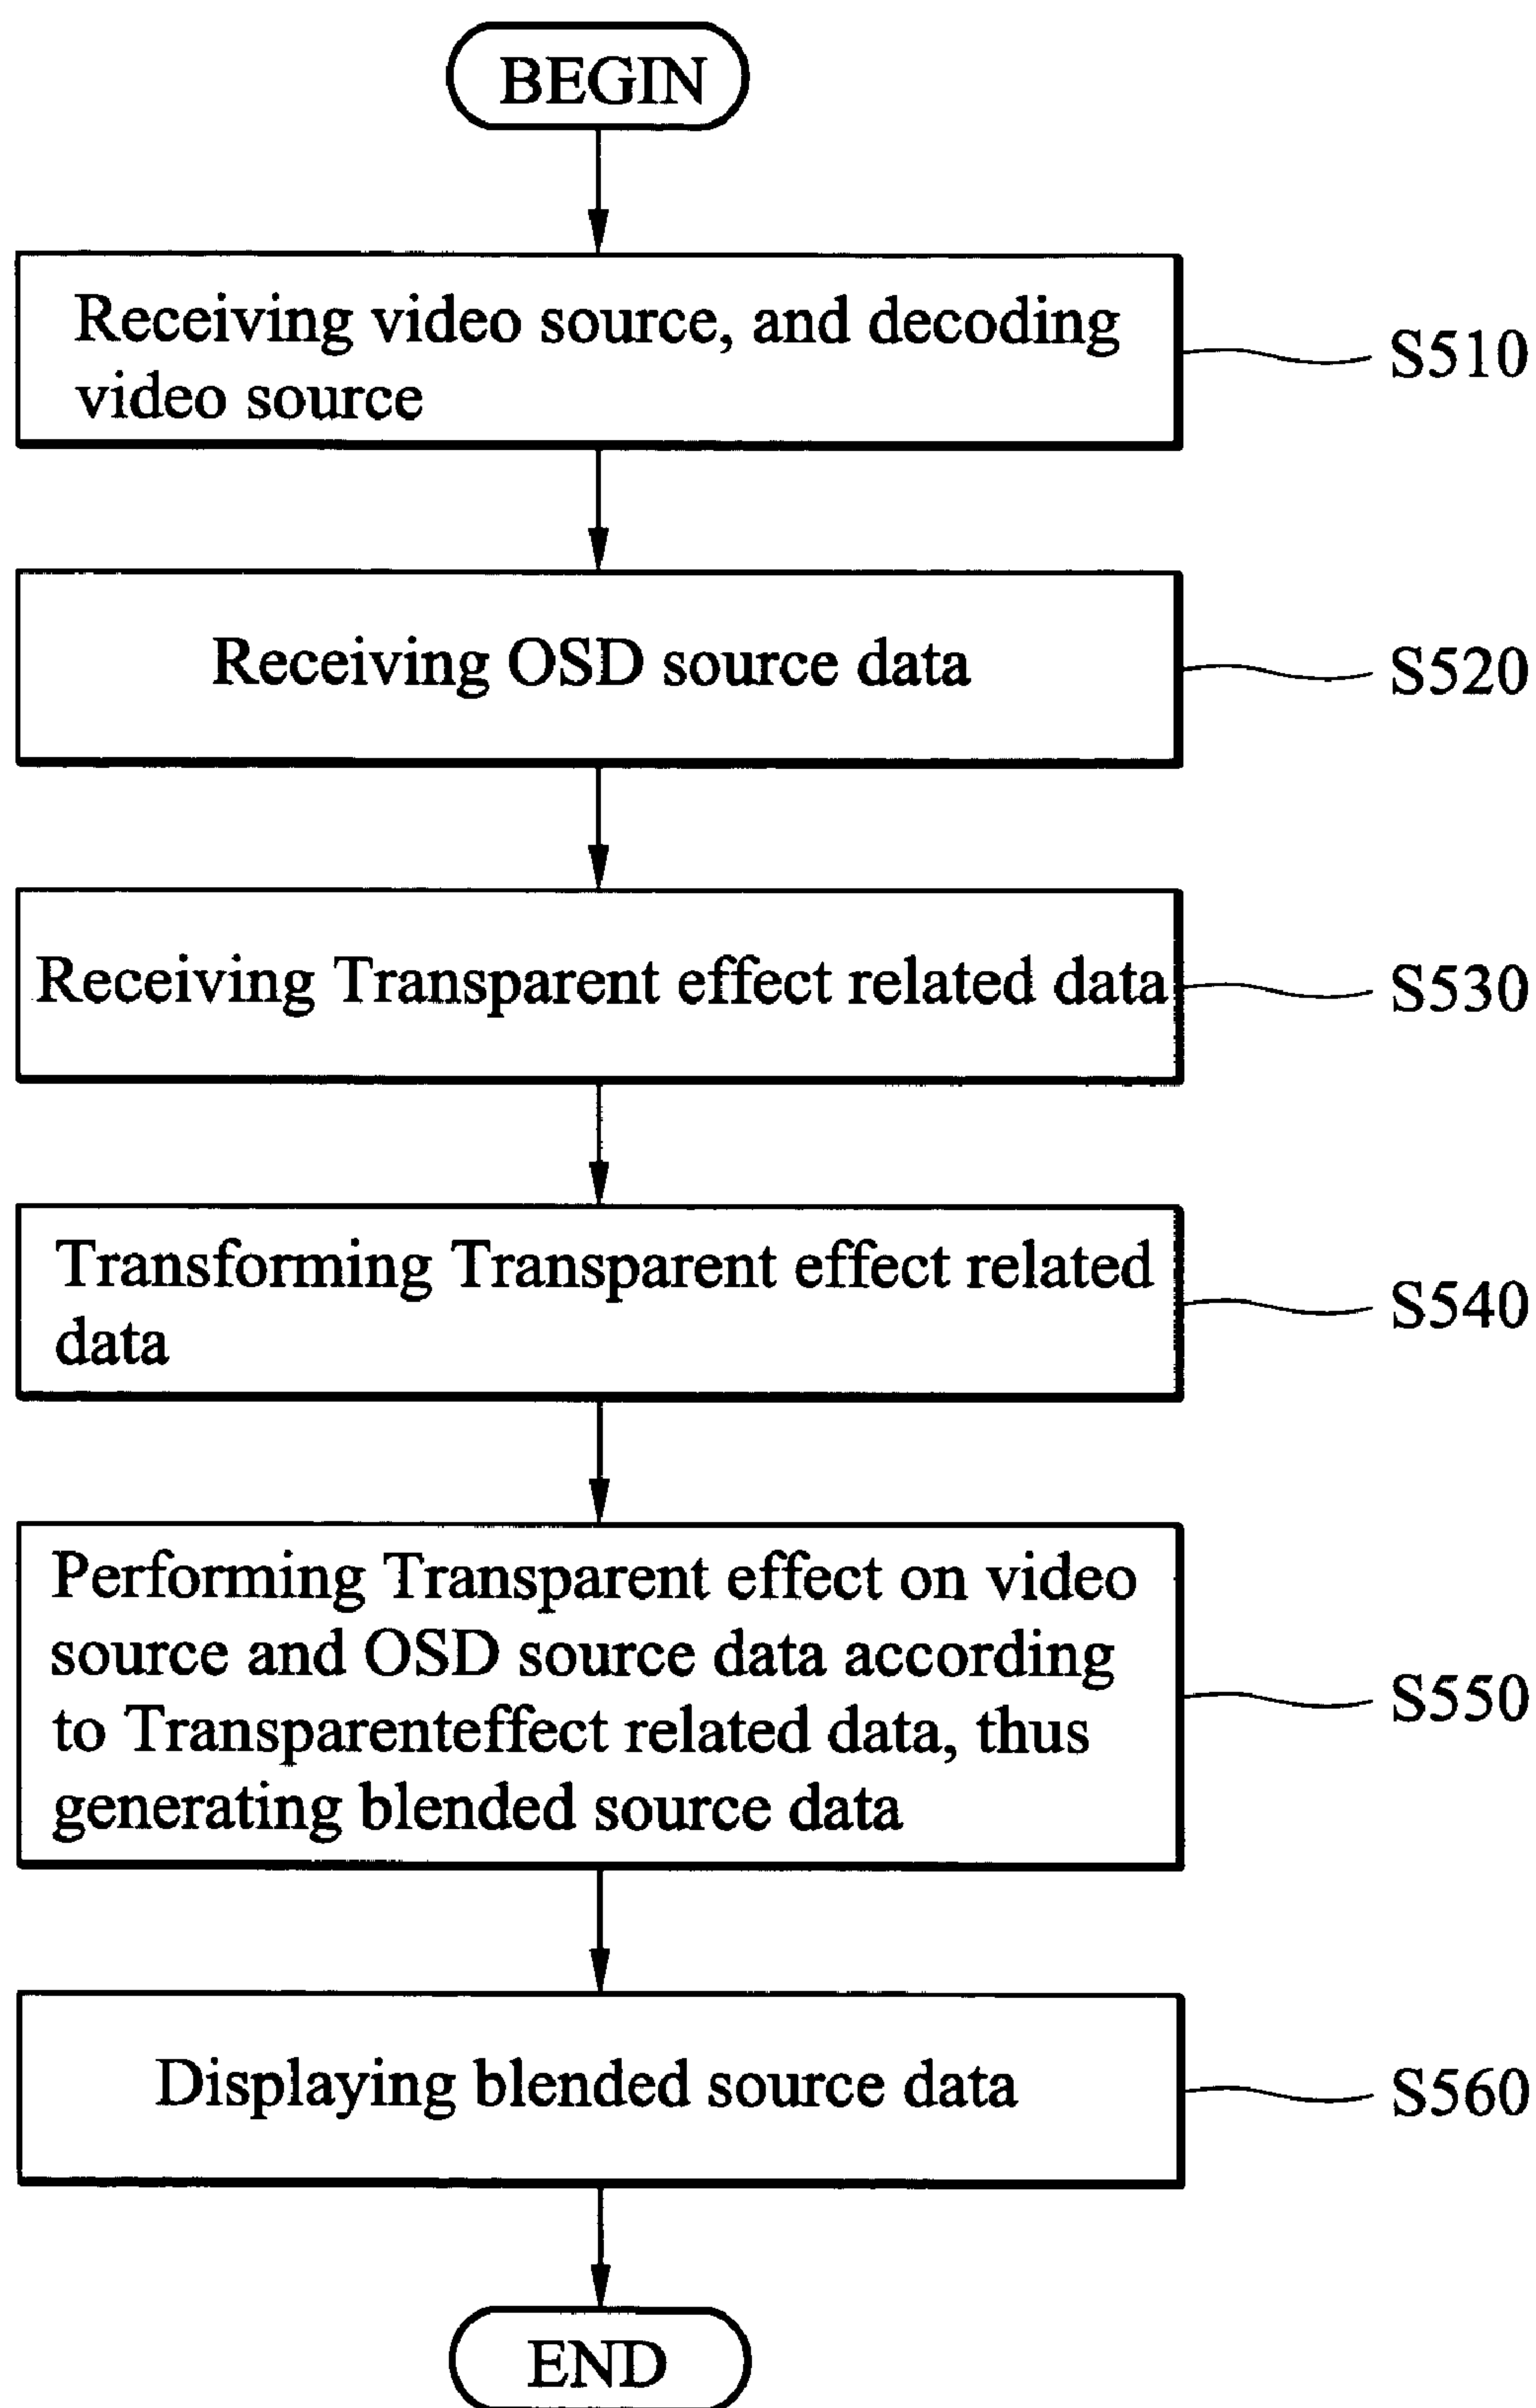 BEGIN
Receiving video source, and decoding
video source
S510
Receiving OSD source data
S520
Receiving Transparent effect related data
S530
Transforming Transparent effect related
data
S540
Performing Transparent effect on video
source and OSD source data according
to Transparenteffect related data, thus
generating blended source data
S550
Displaying blended source data
S560
END